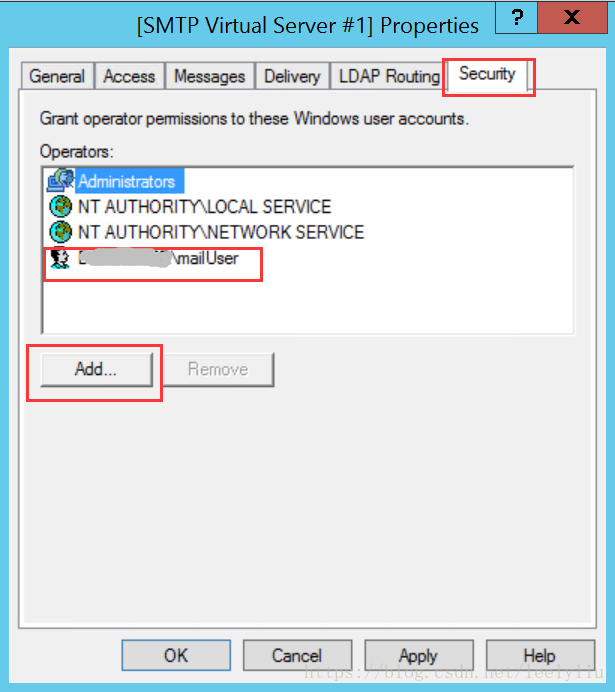 [SMTP Virtual Server #1] Properties
?
X
General Access Messages Delivery LDAP Routing Security
Grant operator permissions to these Windows user accounts.
Operators:
Administrators
NT AUTHORITY\LOCAL SERVICE
NT AUTHORITY\NETWORK SERVICE
\mailUser
Add... Remove
OK Cancel Apply Help
https://blog.csdn.net/leefyliu